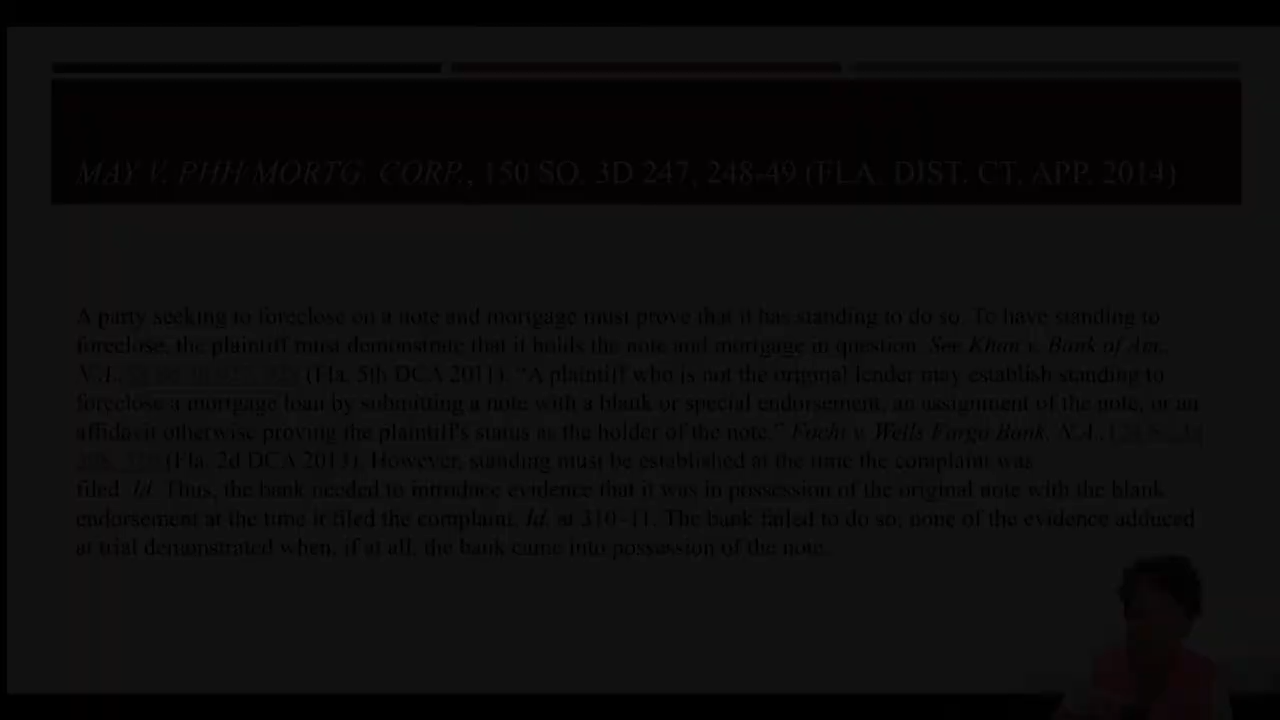 MAY V. PHH MORTG. CORP., 150 SO. 3D 247, 248-49 (FLA. DIST. CT. APP. 2014)
A party seeking to foreclose on a note and mortgage must prove that it has standing to do so. To have standing to
foreclose, the plaintiff must demonstrate that it holds the note and mortgage in question. See Khan v. Bank of Am.,
N.A., (Fla. 5th DCA 2011). “A plaintiff who is not the original lender may establish standing to
foreclose a mortgage loan by submitting a note with a blank or special endorsement, an assignment of the note, or an
affidavit otherwise proving the plaintiff's status as the holder of the note.” Focht v. Wells Fargo Bank, N.A.,
(Fla. 2d DCA 2013). However, standing must be established at the time the complaint was
filed. Id. Thus, the bank needed to introduce evidence that it was in possession of the original note with the blank
endorsement at the time it filed the complaint. Id. at 310–11. The bank failed to do so; none of the evidence adduced
at trial demonstrated when, if at all, the bank came into possession of the note.